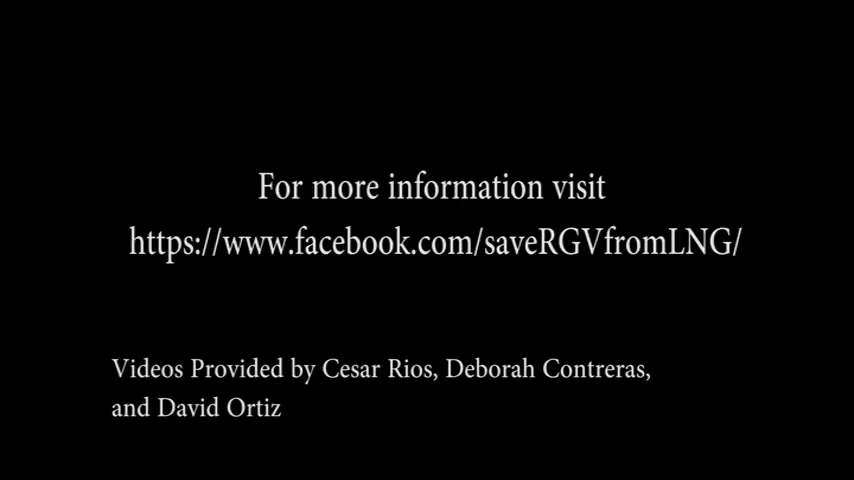 For more information visit
https://www.facebook.com/saveRGVfromLNG/
Videos Provided by Cesar Rios, Deborah Contreras,
and David Ortiz